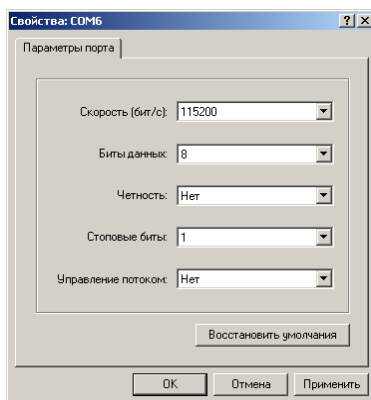 Свойства: COM6
Параметры порта
Скорость (бит/с): 115200
Биты данных: 8
Четность: Нет
Стоповые биты: 1
Управление потоком: Нет
Восстановить умолчания
OK Отмена Применить